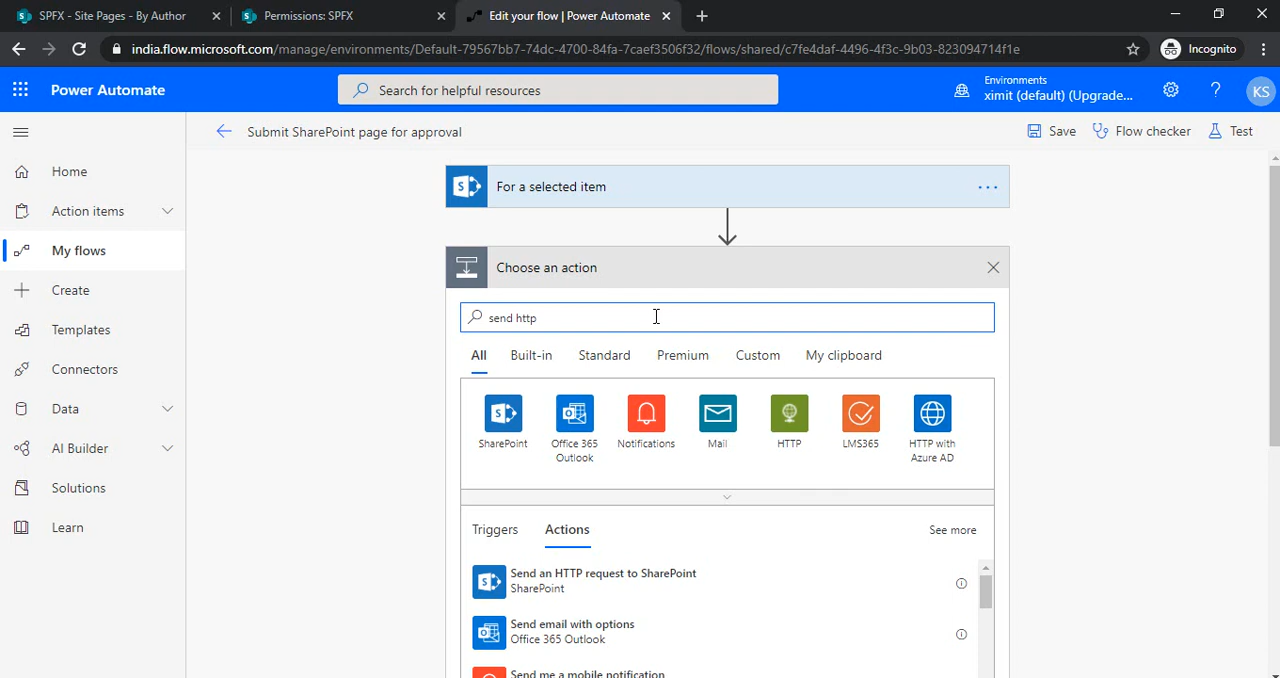 SPFX - Site Pages - By Author
Permissions: SPFX
Edit your flow | Power Automate
india.flow.microsoft.com/manage/environments/Default-79567bb7-74dc-4700-84fa-7caef3506f32/flows/shared/c7fe4daf-4496-4f3c-9b03-823094714f1e
Incognito
Power Automate
Search for helpful resources
Environments
ximit (default) (Upgrade...
KS
Submit SharePoint page for approval
Save
Flow checker
Test
Home
Action items
My flows
Create
Templates
Connectors
Data
AI Builder
Solutions
Learn
For a selected item
Choose an action
send http
All
Built-in
Standard
Premium
Custom
My clipboard
SharePoint
Office 365
Outlook
Notifications
Mail
HTTP
LMS365
HTTP with
Azure AD
Triggers
Actions
See more
Send an HTTP request to SharePoint
SharePoint
Send email with options
Office 365 Outlook
Send me a mobile notification